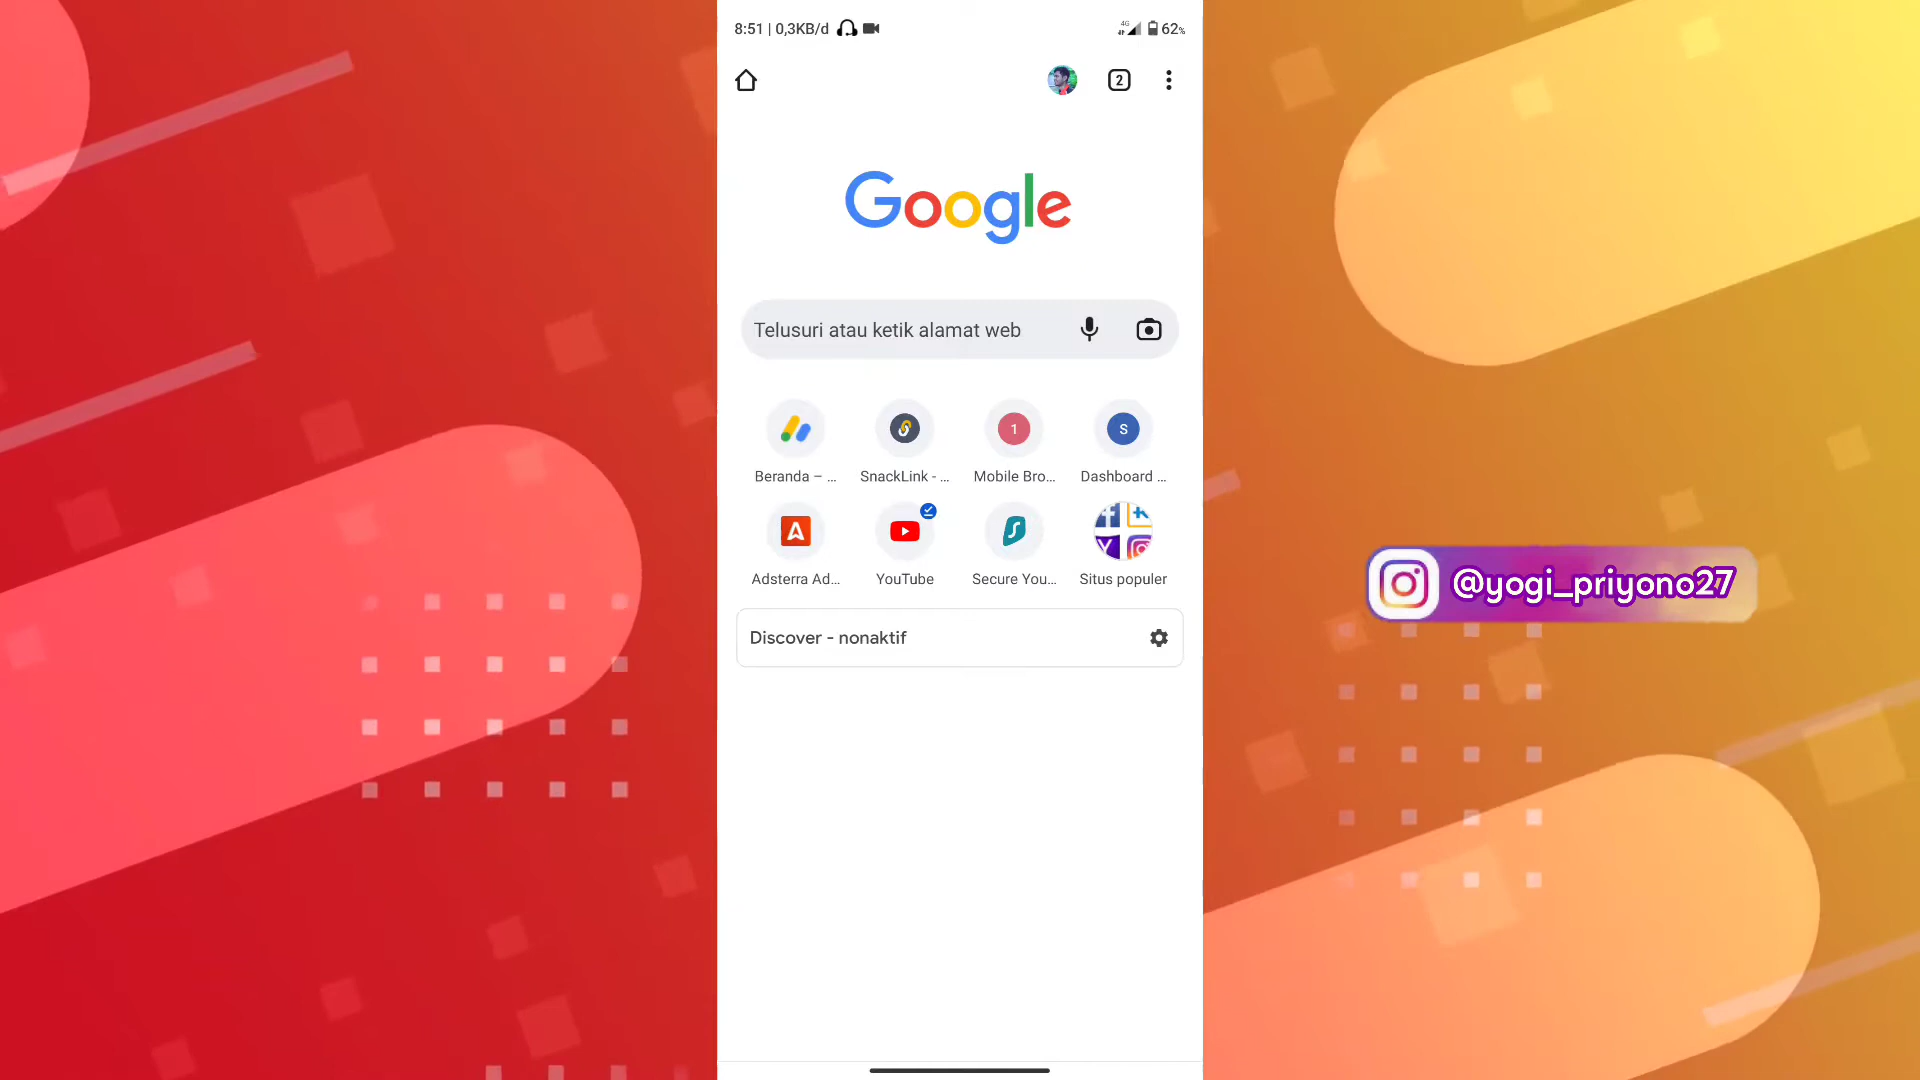 8:51 | 0,3KB/d
4G
62%
2
Google
Telusuri atau ketik alamat web
1
S
Beranda – ...
SnackLink - ...
Mobile Bro...
Dashboard ...
A
Adsterra Ad...
YouTube
Secure You...
Situs populer
Discover - nonaktif
@yogi_priyono27